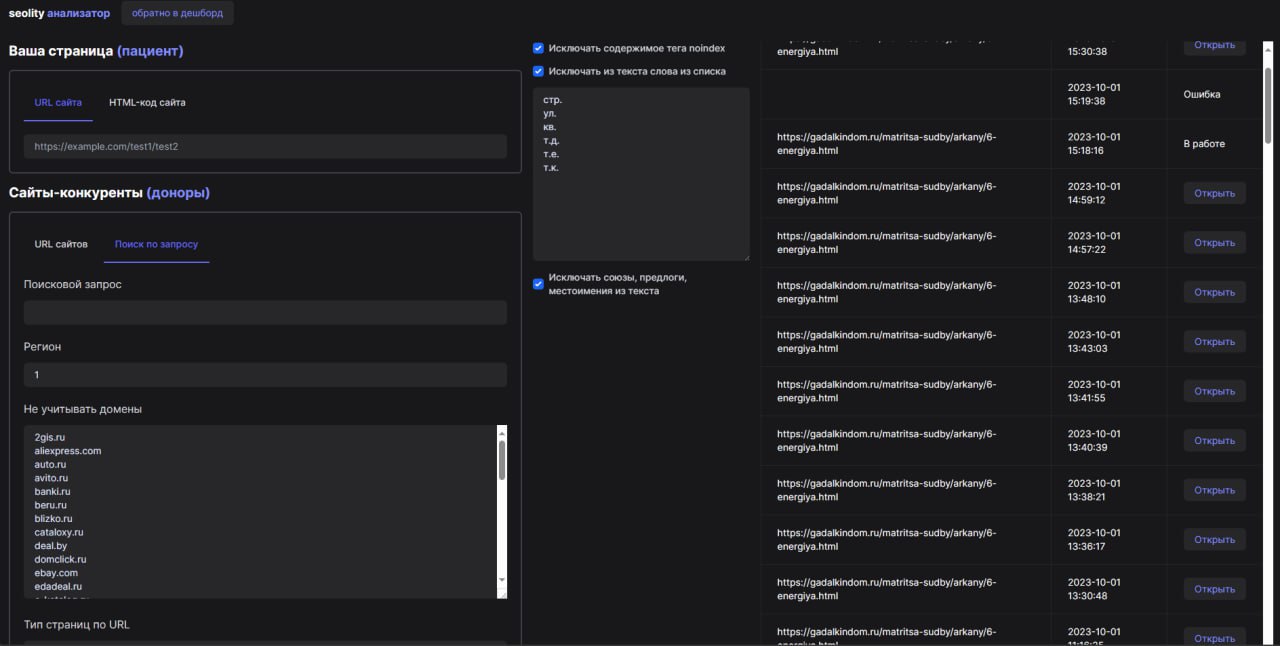 seolity анализатор обратно в дешборд
Ваша страница (пациент)
URL сайта HTML-код сайта
https://example.com/test1/test2
Сайты-конкуренты (доноры)
URL сайтов Поиск по запросу
Поисковой запрос
Регион
1
Не учитывать домены
2gis.ru
aliexpress.com
auto.ru
avito.ru
banki.ru
beru.ru
blizko.ru
cataloxy.ru
deal.by
domclick.ru
ebay.com
edadeal.ru
Тип страниц по URL
Исключать содержимое тега noindex
Исключать из текста слова из списка
стр.
ул.
кв.
т.д.
т.е.
т.к.
Исключать союзы, предлоги,
местоимения из текста
energiya.html 15:30:38 Открыть
2023-10-01
15:19:38 Ошибка
https://gadalkindom.ru/matritsa-sudby/arkany/6- 2023-10-01
energiya.html 15:18:16 В работе
https://gadalkindom.ru/matritsa-sudby/arkany/6- 2023-10-01
energiya.html 14:59:12 Открыть
https://gadalkindom.ru/matritsa-sudby/arkany/6- 2023-10-01
energiya.html 14:57:22 Открыть
https://gadalkindom.ru/matritsa-sudby/arkany/6- 2023-10-01
energiya.html 13:48:10 Открыть
https://gadalkindom.ru/matritsa-sudby/arkany/6- 2023-10-01
energiya.html 13:43:03 Открыть
https://gadalkindom.ru/matritsa-sudby/arkany/6- 2023-10-01
energiya.html 13:41:55 Открыть
https://gadalkindom.ru/matritsa-sudby/arkany/6- 2023-10-01
energiya.html 13:40:39 Открыть
https://gadalkindom.ru/matritsa-sudby/arkany/6- 2023-10-01
energiya.html 13:38:21 Открыть
https://gadalkindom.ru/matritsa-sudby/arkany/6- 2023-10-01
energiya.html 13:36:17 Открыть
https://gadalkindom.ru/matritsa-sudby/arkany/6- 2023-10-01
energiya.html 13:30:48 Открыть
https://gadalkindom.ru/matritsa-sudby/arkany/6- 2023-10-01
energiya.html Открыть